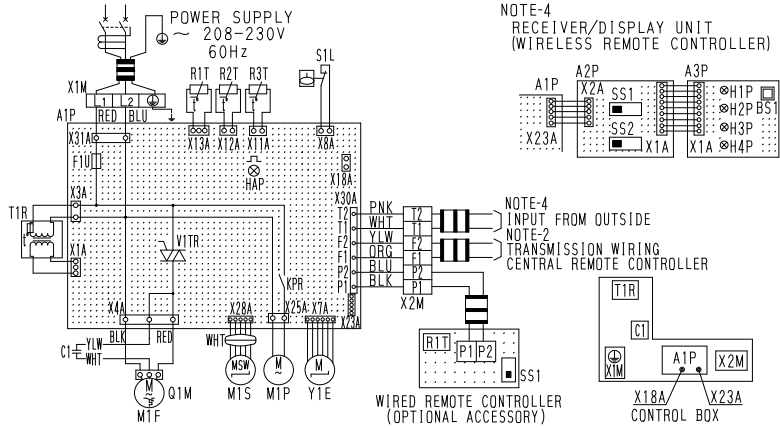 POWER SUPPLY
~ 208-230V
60Hz
X1M
1 2
A1P RED BLU
X31A
F1U
R1T R2T R3T S1L
X13A X12A X11A X8A
HAP
X18A
X3A
X30A
T1R
t°
X1A
V1TR
KPR
T2
T1
F2
F1
P2
P1
PNK
WHT
YLW
ORG
BLU
BLK
T2
T1
F2
F1
P2
P1
X2M
NOTE-4
INPUT FROM OUTSIDE
NOTE-2
TRANSMISSION WIRING
CENTRAL REMOTE CONTROLLER
X4A X28A X25A X7A X23A
BLK RED WHT
C1 YLW
WHT
M
~
Q1M
M1F
MSW
M1S
M
~
M1P
M
Y1E
R1T P1 P2
SS1
WIRED REMOTE CONTROLLER
(OPTIONAL ACCESSORY)
NOTE-4
RECEIVER/DISPLAY UNIT
(WIRELESS REMOTE CONTROLLER)
A1P A2P A3P
X2A SS1
X23A SS2 X1A X1A
H1P
H2P BS1
H3P
H4P
T1R
C1
X1M
A1P X2M
X18A X23A
CONTROL BOX